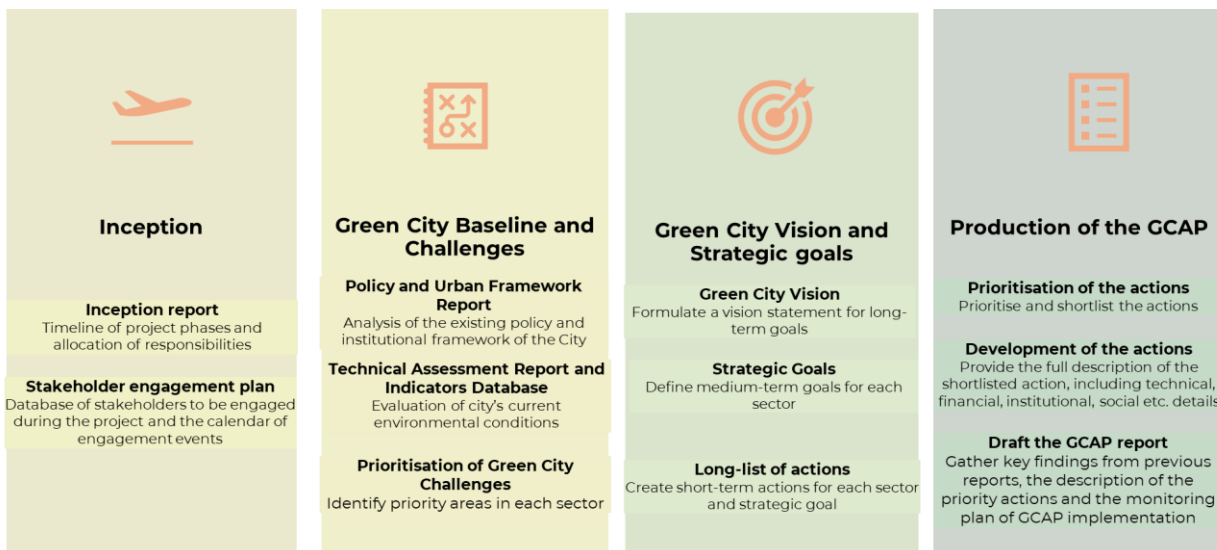 Inception
Inception report
Timeline of project phases and
allocation of responsibilities
Stakeholder engagement plan
Database of stakeholders to be engaged
during the project and the calendar of
engagement events
Green City Baseline and
Challenges
Policy and Urban Framework
Report
Analysis of the existing policy and
institutional framework of the City
Technical Assessment Report and
Indicators Database
Evaluation of city's current
environmental conditions
Prioritisation of Green City
Challenges
Identify priority areas in each sector
Green City Vision and
Strategic goals
Green City Vision
Formulate a vision statement for long-
term goals
Strategic Goals
Define medium-term goals for each
sector
Long-list of actions
Create short-term actions for each sector
and strategic goal
Production of the GCAP
Prioritisation of the actions
Prioritise and shortlist the actions
Development of the actions
Provide the full description of the
shortlisted action, including technical,
financial, institutional, social etc. details
Draft the GCAP report
Gather key findings from previous
reports, the description of the
priority actions and the monitoring
plan of GCAP implementation